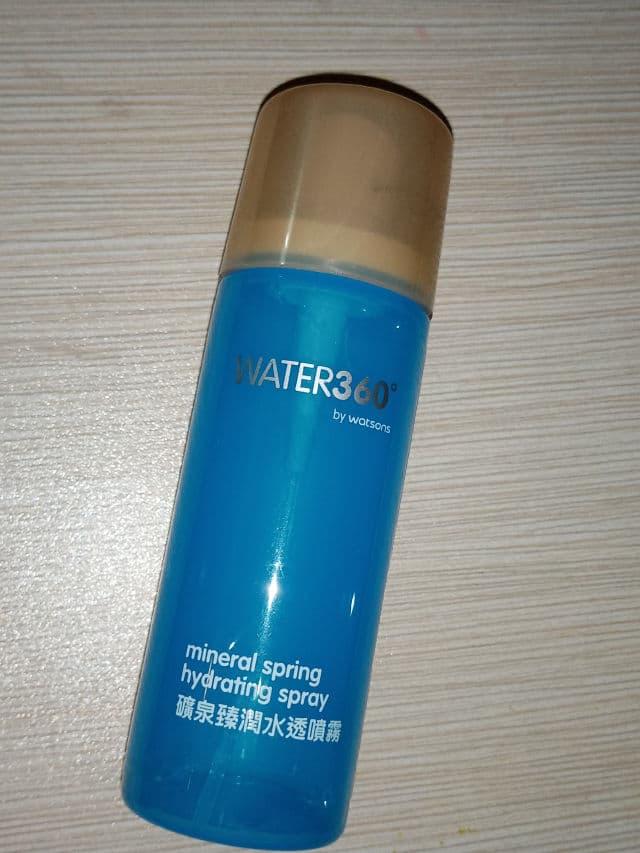 WATER360°
by watsons
mineral spring
hydrating spray
礦泉臻潤水透噴霧